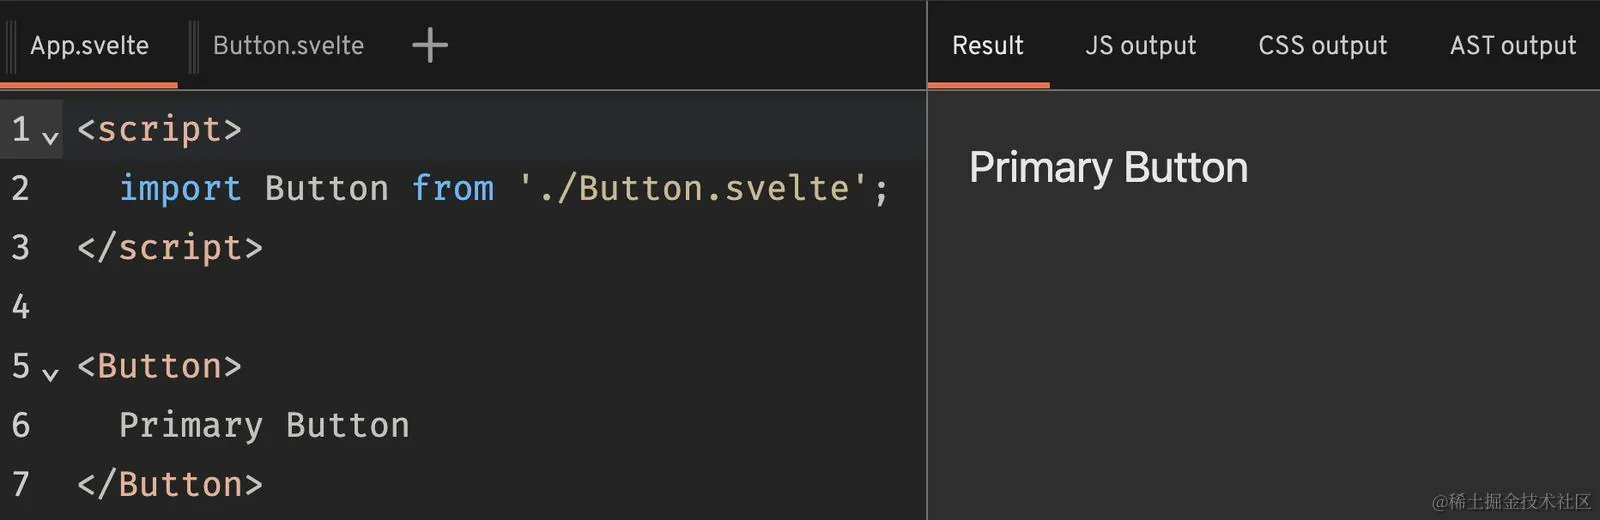 App.svelte Button.svelte Result JS output CSS output AST output
1 <script>
2 import Button from './Button.svelte';
3 </script>
4
5 <Button>
6 Primary Button
7 </Button>
Primary Button
@稀土掘金技术社区